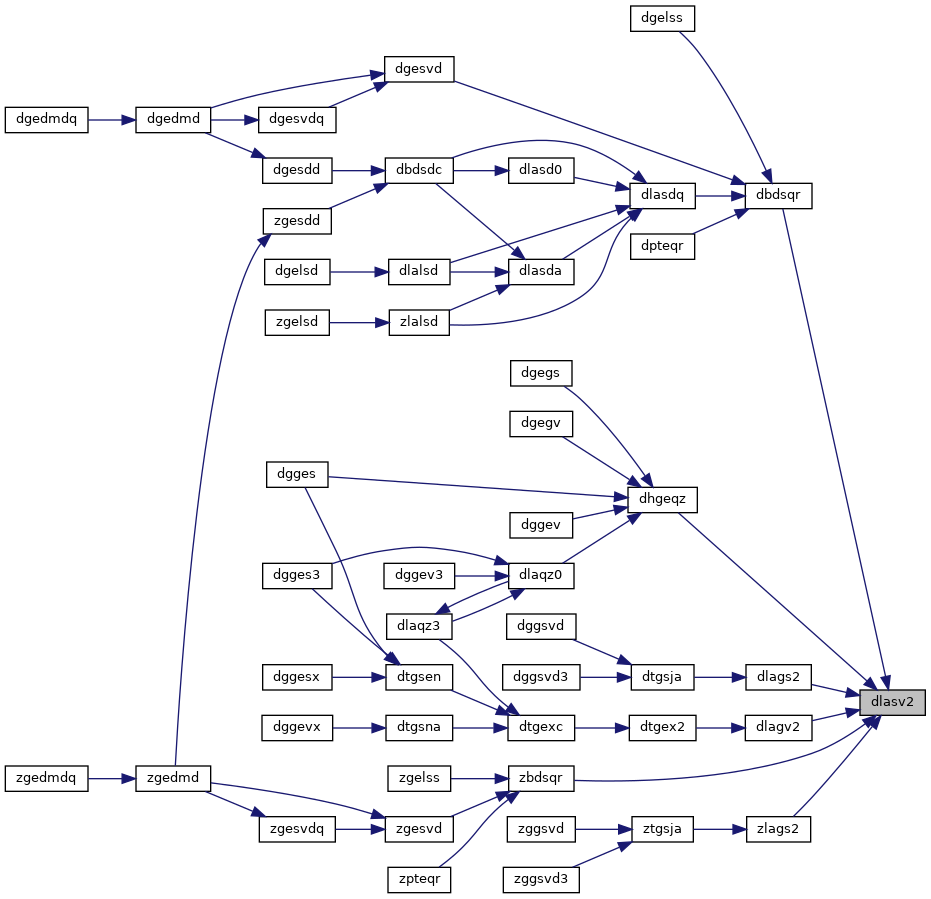 dgelss
dgesvd
dgedmdq
dgedmd
dgesvdq
dgesdd
dbdsdc
dlasd0
dlasdq
dbdsqr
zgesdd
dpteqr
dgelsd
dlalsd
dlasda
zgelsd
zlalsd
dgegs
dgegv
dgges
dhgeqz
dggev
dgges3
dggev3
dlaqz0
dlaqz3
dggsvd
dggesx
dtgsen
dggsvd3
dtgsja
dlags2
dlasv2
dggevx
dtgsna
dtgexc
dtgex2
dlagv2
zgedmdq
zgedmd
zgelss
zbdsqr
zgesvdq
zgesvd
zggsvd
ztgsja
zlags2
zpteqr
zggsvd3